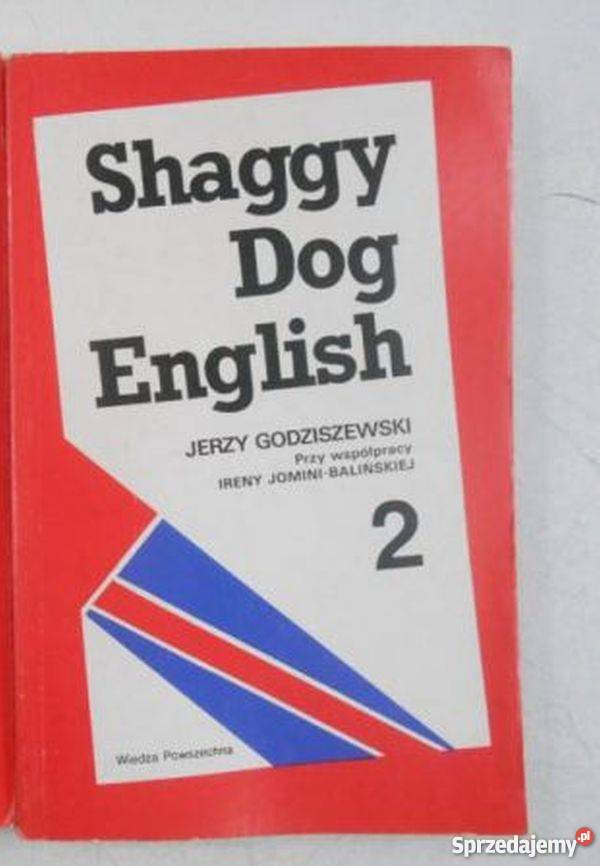 Shaggy
Dog
English
JERZY GODZISZEWSKI
Przy współpracy
IRENY JOMINI-BALIŃSKIEJ
2
Wiedza Powszechna
Sprzedajemy.pl